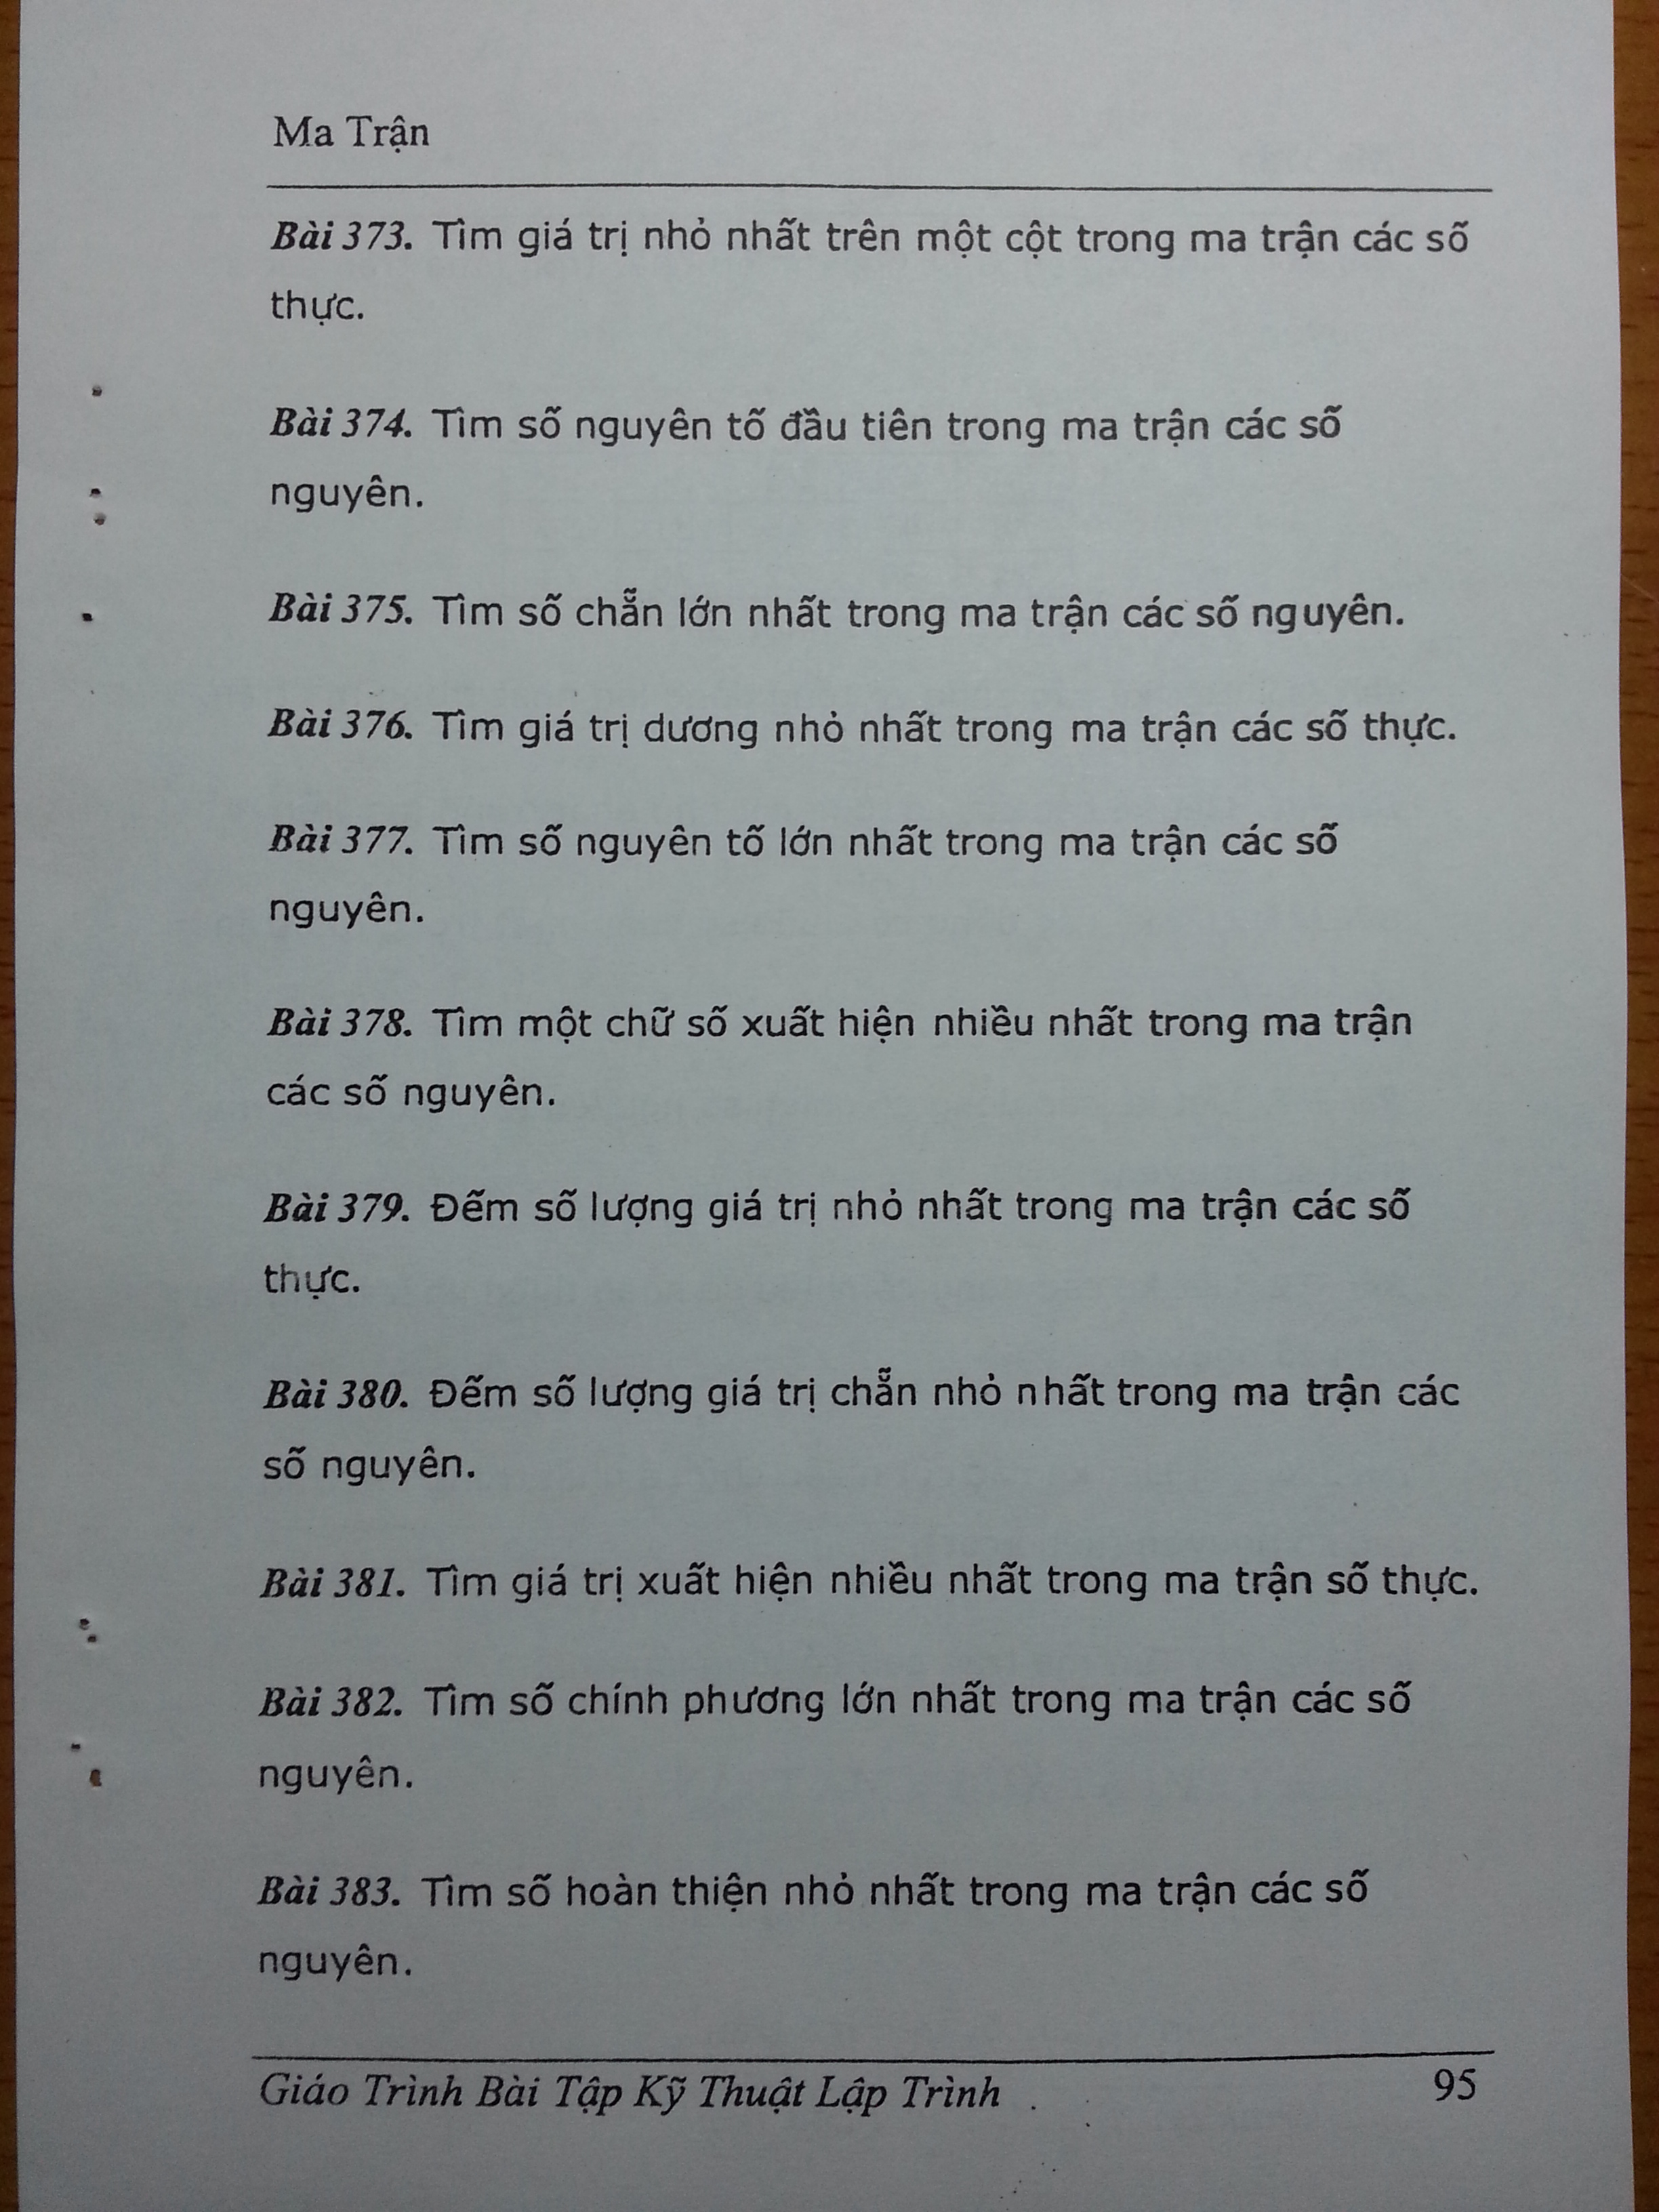 Ma Trận
Bài 373. Tìm giá trị nhỏ nhất trên một cột trong ma trận các số
thực.
Bài 374. Tìm số nguyên tố đầu tiên trong ma trận các số
nguyên.
Bài 375. Tìm số chẵn lớn nhất trong ma trận các số nguyên.
Bài 376. Tìm giá trị dương nhỏ nhất trong ma trận các số thực.
Bài 377. Tìm số nguyên tố lớn nhất trong ma trận các số
nguyên.
Bài 378. Tìm một chữ số xuất hiện nhiều nhất trong ma trận
các số nguyên.
Bài 379. Đếm số lượng giá trị nhỏ nhất trong ma trận các số
thực.
Bài 380. Đếm số lượng giá trị chẵn nhỏ nhất trong ma trận các
số nguyên.
Bài 381. Tìm giá trị xuất hiện nhiều nhất trong ma trận số thực.
Bài 382. Tìm số chính phương lớn nhất trong ma trận các số
nguyên.
Bài 383. Tìm số hoàn thiện nhỏ nhất trong ma trận các số
nguyên.
Giáo Trình Bài Tập Kỹ Thuật Lập Trình 95